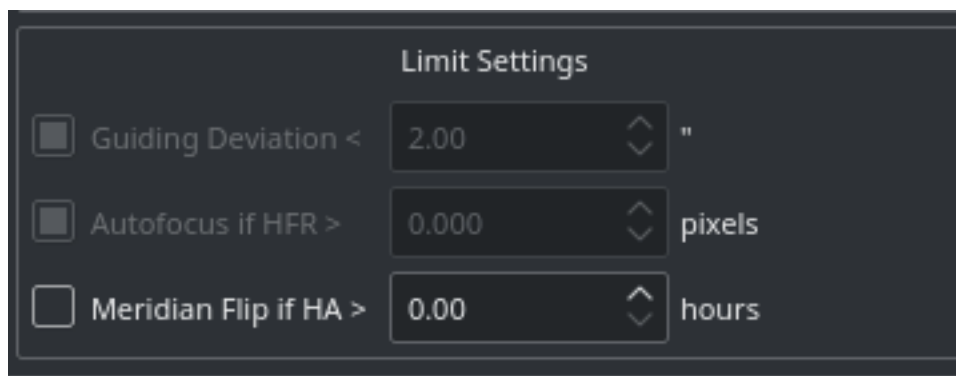 Limit Settings
Guiding Deviation < 2.00 "
Autofocus if HFR > 0.000 pixels
Meridian Flip if HA > 0.00 hours